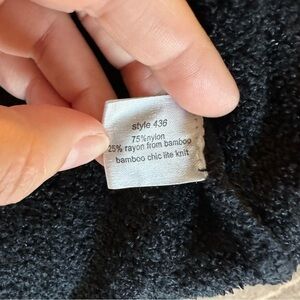 style 436
75%nylon
25% rayon from bamboo
bamboo chic lite knit